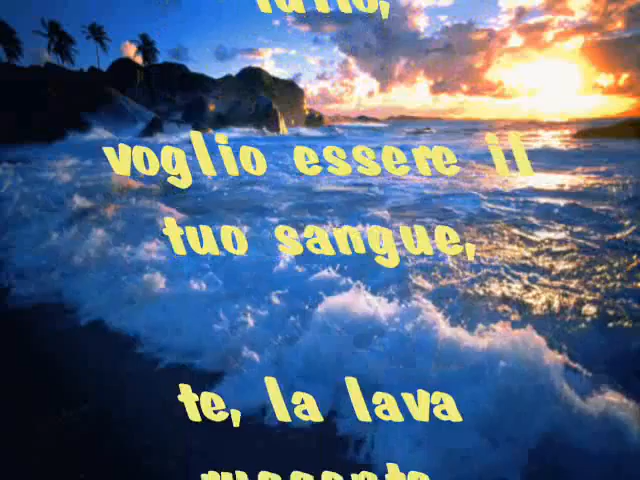 voglio essere il
tuo sangue,
te, la lava